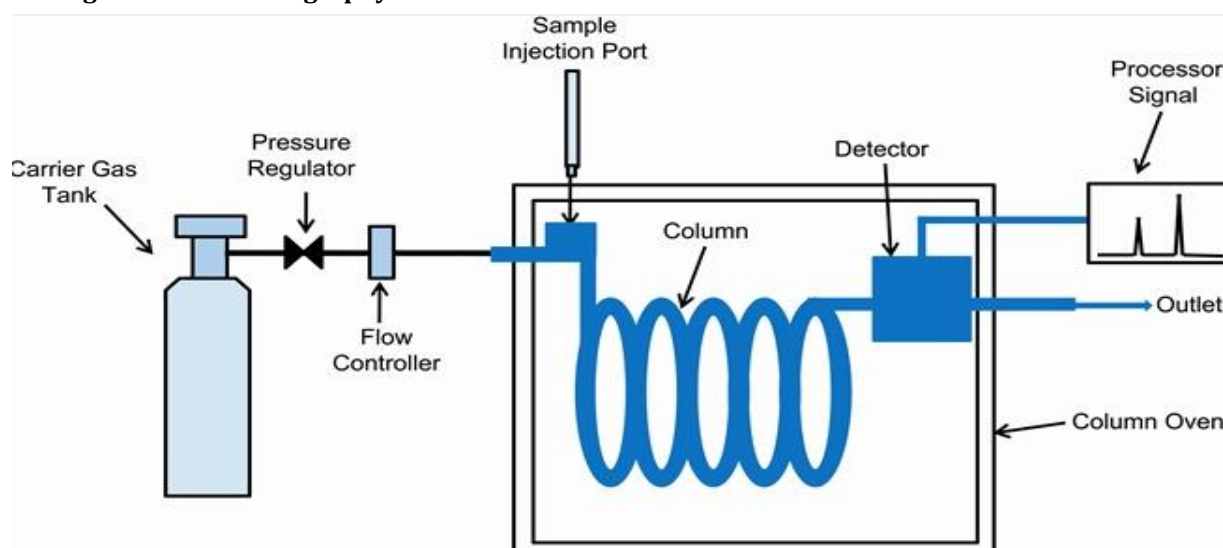 Sample
Injection Port
Processor
Signal
Pressure
Regulator
Detector
Carrier Gas
Tank
Column
Outlet
Flow
Controller
Column Oven